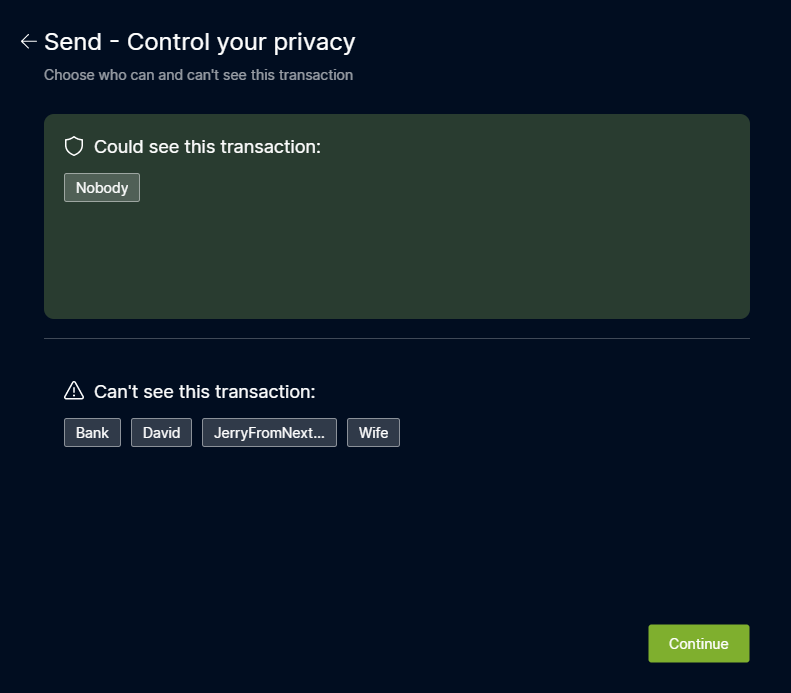 Send - Control your privacy
Choose who can and can't see this transaction
Could see this transaction:
Nobody
Can't see this transaction:
Bank David JerryFromNext... Wife
Continue